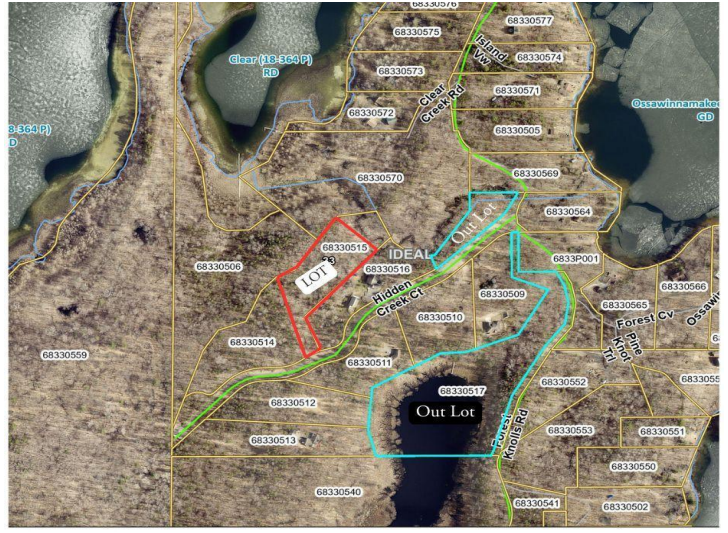 68330576
68330577
68330575
Island
Vw
68330574
Clear (18-364 P)
RD
68330573
Clear
Creek Rd
68330571
Ossawinnamake
GD
8-364 P)
D
68330572
68330505
68330570
68330569
68330564
Out Lot
68330515
IDEAL
LOT
68330506
68330516
6833P001
Hidden
Creek Ct
68330509
68330566
68330565
68330510
Forest Cv
Ossawin
Pine
Knot
Trl
68330514
68330559
68330511
68330517
68330552
6833055
68330512
Out Lot
Forest
Knolls Rd
68330553
68330551
68330513
68330550
68330540
68330541
68330502